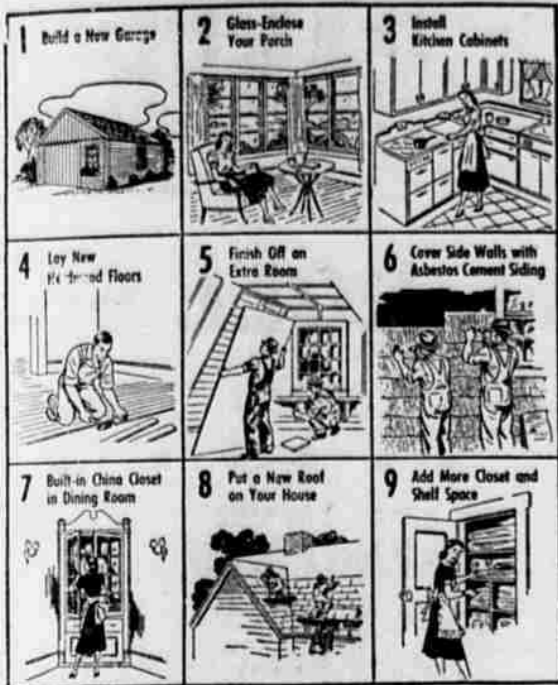 1 Build a New Garage
2 Glass-Enclose
Your Porch
3 Install
Kitchen Cabinets
4 Lay New
Hardwood Floors
5 Finish Off an
Extra Room
6 Cover Side Walls with
Asbestos Cement Siding
7 Built-in China Closet
in Dining Room
8 Put a New Roof
on Your House
9 Add More Closet and
Shelf Space